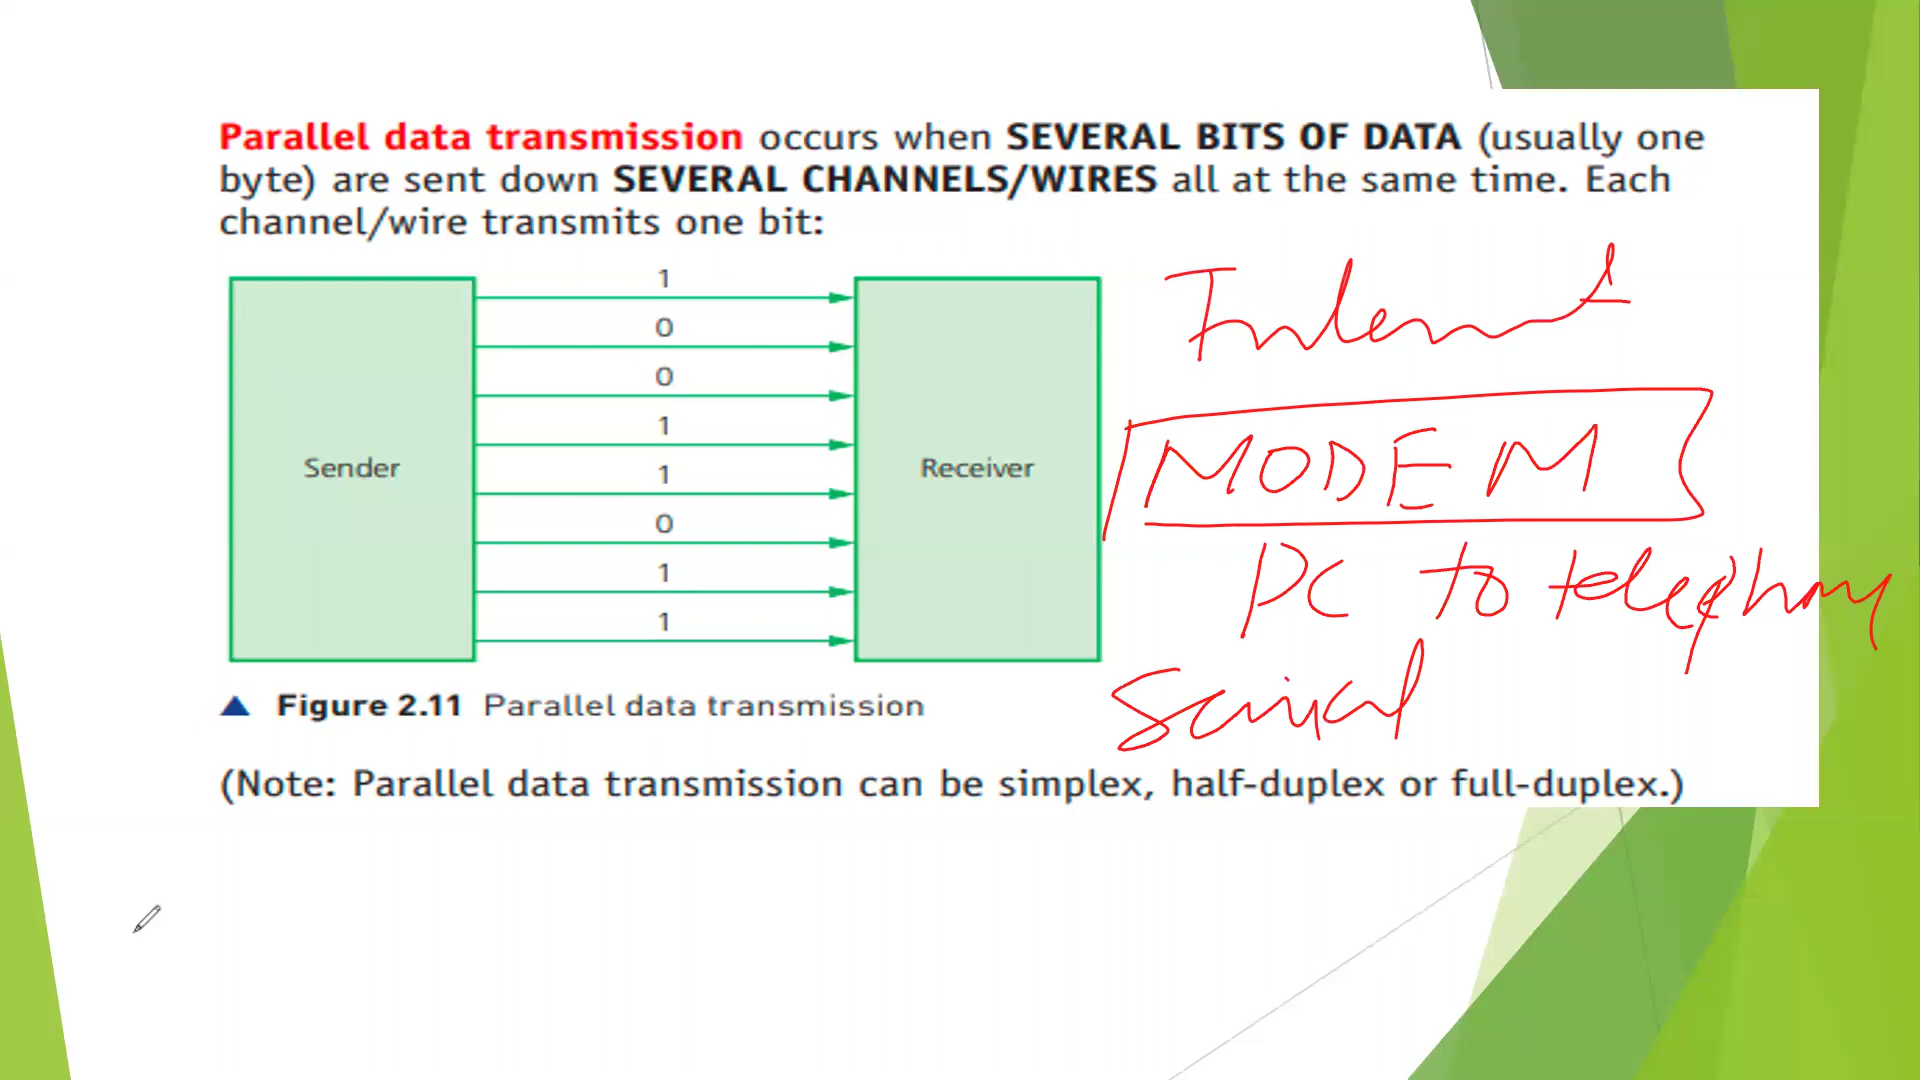 Parallel data transmission occurs when SEVERAL BITS OF DATA (usually one
byte) are sent down SEVERAL CHANNELS/WIRES all at the same time. Each
channel/wire transmits one bit:
1
0
0
1
1
0
1
1
Sender
Receiver
Internet
MODEM
PC to telephony
Serial
▲ Figure 2.11 Parallel data transmission
(Note: Parallel data transmission can be simplex, half-duplex or full-duplex.)